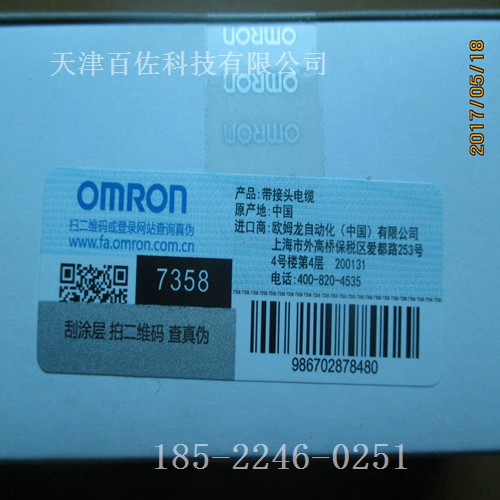 天津百佐科技有限公司
OMRON
OMRON
OMRON
2017/05/18
OMRON
扫二维码或登录网站查询真伪
www.fa.omron.com.cn
7358
刮涂层 扫二维码 查真伪
产品: 带接头电缆
原产地: 中国
进口商: 欧姆龙自动化（中国）有限公司
上海市外高桥保税区爱都路253号
4号楼第4层 200131
电话: 400-820-4535
986702878480
185-2246-0251